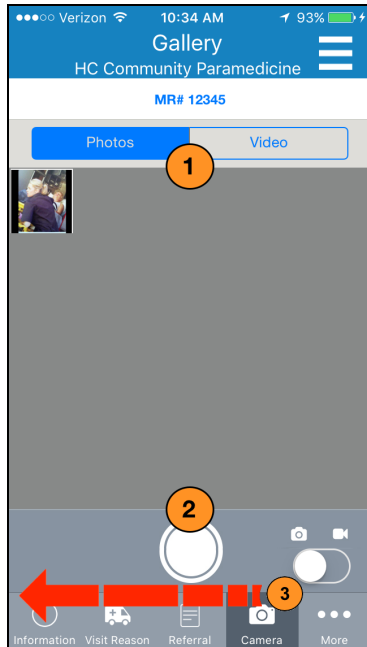 Verizon 10:34 AM 93%
Gallery
HC Community Paramedicine
MR# 12345
Photos Video
1
2
3
Information Visit Reason Referral Camera More